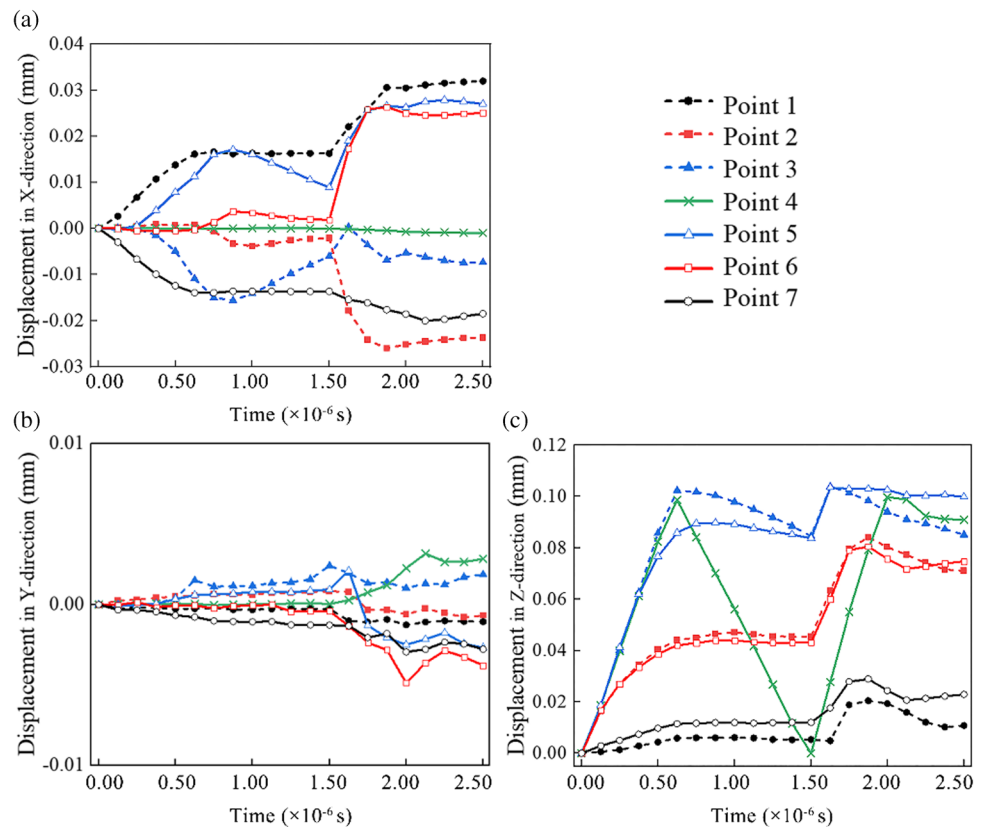 (a)
Displacement in X-direction (mm)
0.04
0.03
0.02
0.01
0.00
-0.01
-0.02
-0.03
0.00 0.50 1.00 1.50 2.00 2.50
Time (×10-6 s)
Point 1
Point 2
Point 3
Point 4
Point 5
Point 6
Point 7
(b)
Displacement in Y-direction (mm)
0.01
0.00
-0.01
0.00 0.50 1.00 1.50 2.00 2.50
Time (×10-6 s)
(c)
Displacement in Z-direction (mm)
0.12
0.10
0.08
0.06
0.04
0.02
0.00
0.00 0.50 1.00 1.50 2.00 2.50
Time (×10-6 s)